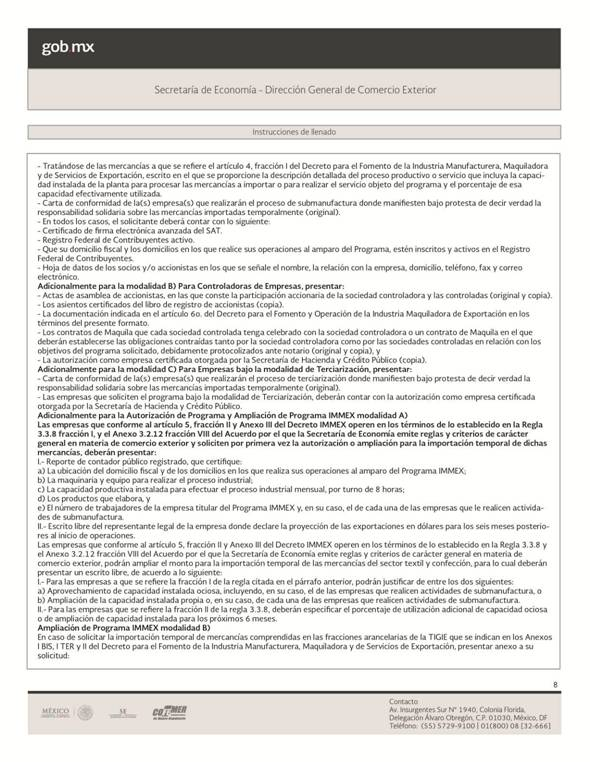 gob.mx
Secretaría de Economía - Dirección General de Comercio Exterior
Instrucciones de llenado
- Tratándose de las mercancías a que se refiere el artículo 4, fracción I del Decreto para el Fomento de la Industria Manufacturera, Maquiladora
y de Servicios de Exportación, escrito en el que se proporcione la descripción detallada del proceso productivo o servicio que incluya la capaci-
dad instalada de la planta para procesar las mercancías a importar o para realizar el servicio objeto del programa y el porcentaje de esa
capacidad efectivamente utilizada.
- Carta de conformidad de la(s) empresa(s) que realizarán el proceso de submanufactura donde manifiesten bajo protesta de decir verdad la
responsabilidad solidaria sobre las mercancías importadas temporalmente (original).
- En todos los casos, el solicitante deberá contar con lo siguiente:
- Certificado de firma electrónica avanzada del SAT.
- Registro Federal de Contribuyentes activo.
- Que su domicilio fiscal y los domicilios en los que realice sus operaciones al amparo del Programa, estén inscritos y activos en el Registro
Federal de Contribuyentes.
- Hoja de datos de los socios y/o accionistas en los que se señale el nombre, la relación con la empresa, domicilio, teléfono, fax y correo
electrónico.
Adicionalmente para la modalidad B) Para Controladoras de Empresas, presentar:
- Actas de asamblea de accionistas, en las que conste la participación accionaria de la sociedad controladora y las controladas (original y copia).
- Los asientos certificados del libro de registro de accionistas (copia).
- La documentación indicada en el artículo 6o. del Decreto para el Fomento y Operación de la Industria Maquiladora de Exportación en los
términos del presente formato.
- Los contratos de Maquila que cada sociedad controlada tenga celebrado con la sociedad controladora o un contrato de Maquila en el que
deberán establecerse las obligaciones contraídas tanto por la sociedad controladora como por las sociedades controladas en relación con los
objetivos del programa solicitado, debidamente protocolizados ante notario (original y copia), y
- La autorización como empresa certificada otorgada por la Secretaría de Hacienda y Crédito Público (copia).
Adicionalmente para la modalidad C) Para Empresas bajo la modalidad de Terciarización, presentar:
- Carta de conformidad de la(s) empresa(s) que realizarán el proceso de terciarización donde manifiesten bajo protesta de decir verdad la
responsabilidad solidaria sobre las mercancías importadas temporalmente (original).
- Las empresas que soliciten el programa bajo la modalidad de Terciarización, deberán contar con la autorización como empresa certificada
otorgada por la Secretaría de Hacienda y Crédito Público.
Adicionalmente para la Autorización de Programa y Ampliación de Programa IMMEX modalidad A)
Las empresas que conforme al artículo 5, fracción II y Anexo III del Decreto IMMEX operen en los términos de lo establecido en la Regla
3.3.8 fracción I, y el Anexo 3.2.12 fracción VIII del Acuerdo por el que la Secretaría de Economía emite reglas y criterios de carácter
general en materia de comercio exterior y soliciten por primera vez la autorización o ampliación para la importación temporal de dichas
mercancías, deberán presentar:
I.- Reporte de contador público registrado, que certifique:
a) La ubicación del domicilio fiscal y de los domicilios en los que realiza sus operaciones al amparo del Programa IMMEX;
b) La maquinaria y equipo para realizar el proceso industrial;
c) La capacidad productiva instalada para efectuar el proceso industrial mensual, por turno de 8 horas;
d) Los productos que elabora, y
e) El número de trabajadores de la empresa titular del Programa IMMEX y, en su caso, el de cada una de las empresas que le realicen activida-
des de submanufactura.
II.- Escrito libre del representante legal de la empresa donde declare la proyección de las exportaciones en dólares para los seis meses posterio-
res al inicio de operaciones.
Las empresas que conforme al artículo 5, fracción II y Anexo III del Decreto IMMEX operen en los términos de lo establecido en la Regla 3.3.8 y
el Anexo 3.2.12 fracción VIII del Acuerdo por el que la Secretaría de Economía emite reglas y criterios de carácter general en materia de
comercio exterior, podrán ampliar el monto para la importación temporal de las mercancías del sector textil y confección, para lo cual deberán
presentar un escrito libre, de acuerdo a lo siguiente:
I.- Para las empresas a que se refiere la fracción I de la regla citada en el párrafo anterior, podrán justificar de entre los dos siguientes:
a) Aprovechamiento de capacidad instalada ociosa, incluyendo, en su caso, el de las empresas que realicen actividades de submanufactura, o
b) Ampliación de la capacidad instalada propia o, en su caso, de cada una de las empresas que realicen actividades de submanufactura.
II.- Para las empresas que se refiere la fracción II de la regla 3.3.8, deberán especificar el porcentaje de utilización adicional de capacidad ociosa
o de ampliación de capacidad instalada para los próximos 6 meses.
Ampliación de Programa IMMEX modalidad B)
En caso de solicitar la importación temporal de mercancías comprendidas en las fracciones arancelarias de la TIGIE que se indican en los Anexos
I BIS, I TER y II del Decreto para el Fomento de la Industria Manufacturera, Maquiladora y de Servicios de Exportación, presentar anexo a su
solicitud:
8
MÉXICO
SE
COFEMER
Contacto
Av. Insurgentes Sur N° 1940, Colonia Florida,
Delegación Álvaro Obregón, C.P. 01030, México, DF
Teléfono: (55) 5729-9100 | 01(800) 08 [32-666]